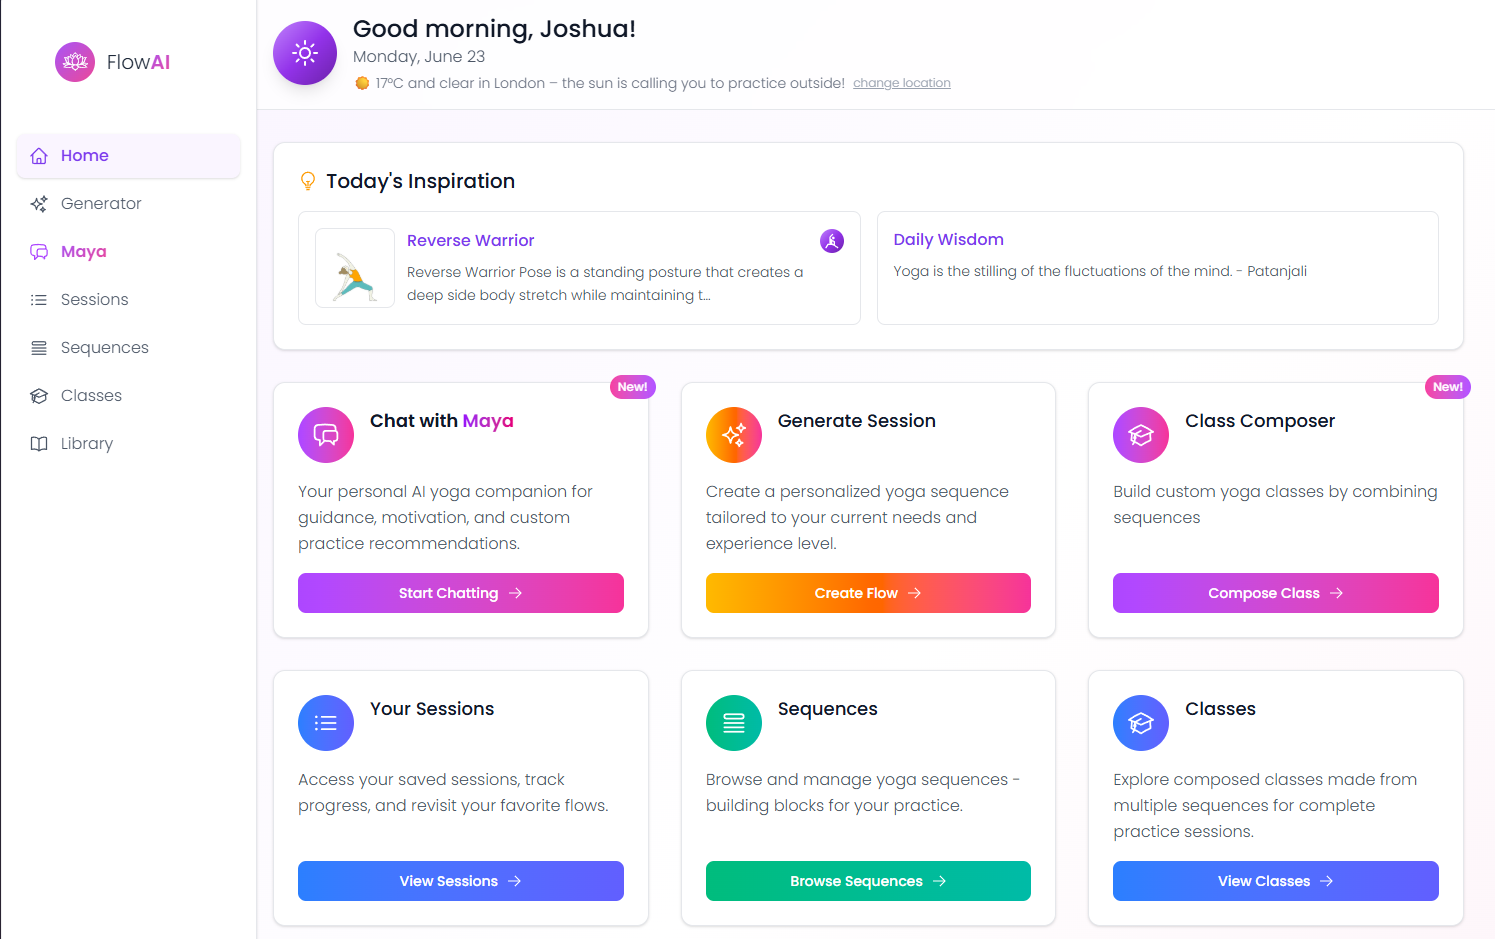 FlowAI
Home
Generator
Maya
Sessions
Sequences
Classes
Library
Good morning, Joshua!
Monday, June 23
17°C and clear in London – the sun is calling you to practice outside! change location
Today's Inspiration
Reverse Warrior
Reverse Warrior Pose is a standing posture that creates a
deep side body stretch while maintaining t...
Daily Wisdom
Yoga is the stilling of the fluctuations of the mind. - Patanjali
New!
Chat with Maya
Your personal AI yoga companion for
guidance, motivation, and custom
practice recommendations.
Start Chatting →
Generate Session
Create a personalized yoga sequence
tailored to your current needs and
experience level.
Create Flow →
New!
Class Composer
Build custom yoga classes by combining
sequences
Compose Class →
Your Sessions
Access your saved sessions, track
progress, and revisit your favorite flows.
View Sessions →
Sequences
Browse and manage yoga sequences -
building blocks for your practice.
Browse Sequences →
Classes
Explore composed classes made from
multiple sequences for complete
practice sessions.
View Classes →